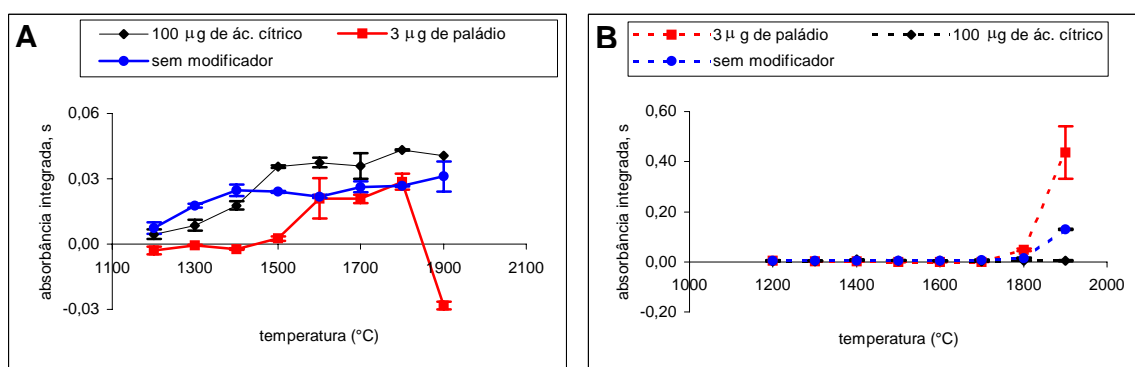 A
100 µg de ác. cítrico
3 µg de paládio
sem modificador
absorbância integrada, s
0,06
0,03
0,00
-0,03
1100
1300
1500
1700
1900
2100
temperatura (°C)
B
3 µ g de paládio
100 µg de ác. cítrico
sem modificador
absorbância integrada, s
0,60
0,40
0,20
0,00
-0,20
1000
1200
1400
1600
1800
2000
temperatura (°C)